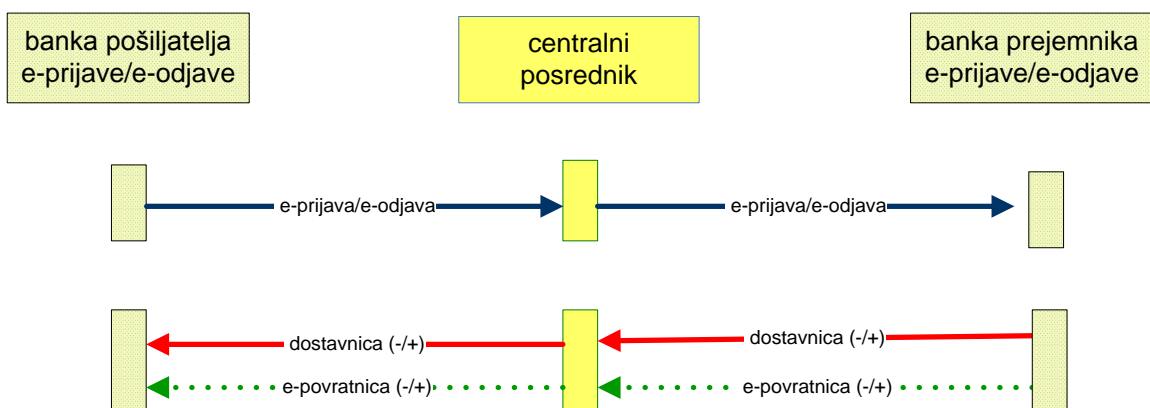 banka pošiljatelja
e-prijave/e-odjave
centralni
posrednik
banka prejemnika
e-prijave/e-odjave
e-prijava/e-odjava
e-prijava/e-odjava
dostavnica (-/+)
dostavnica (-/+)
e-povratnica (-/+)
e-povratnica (-/+)